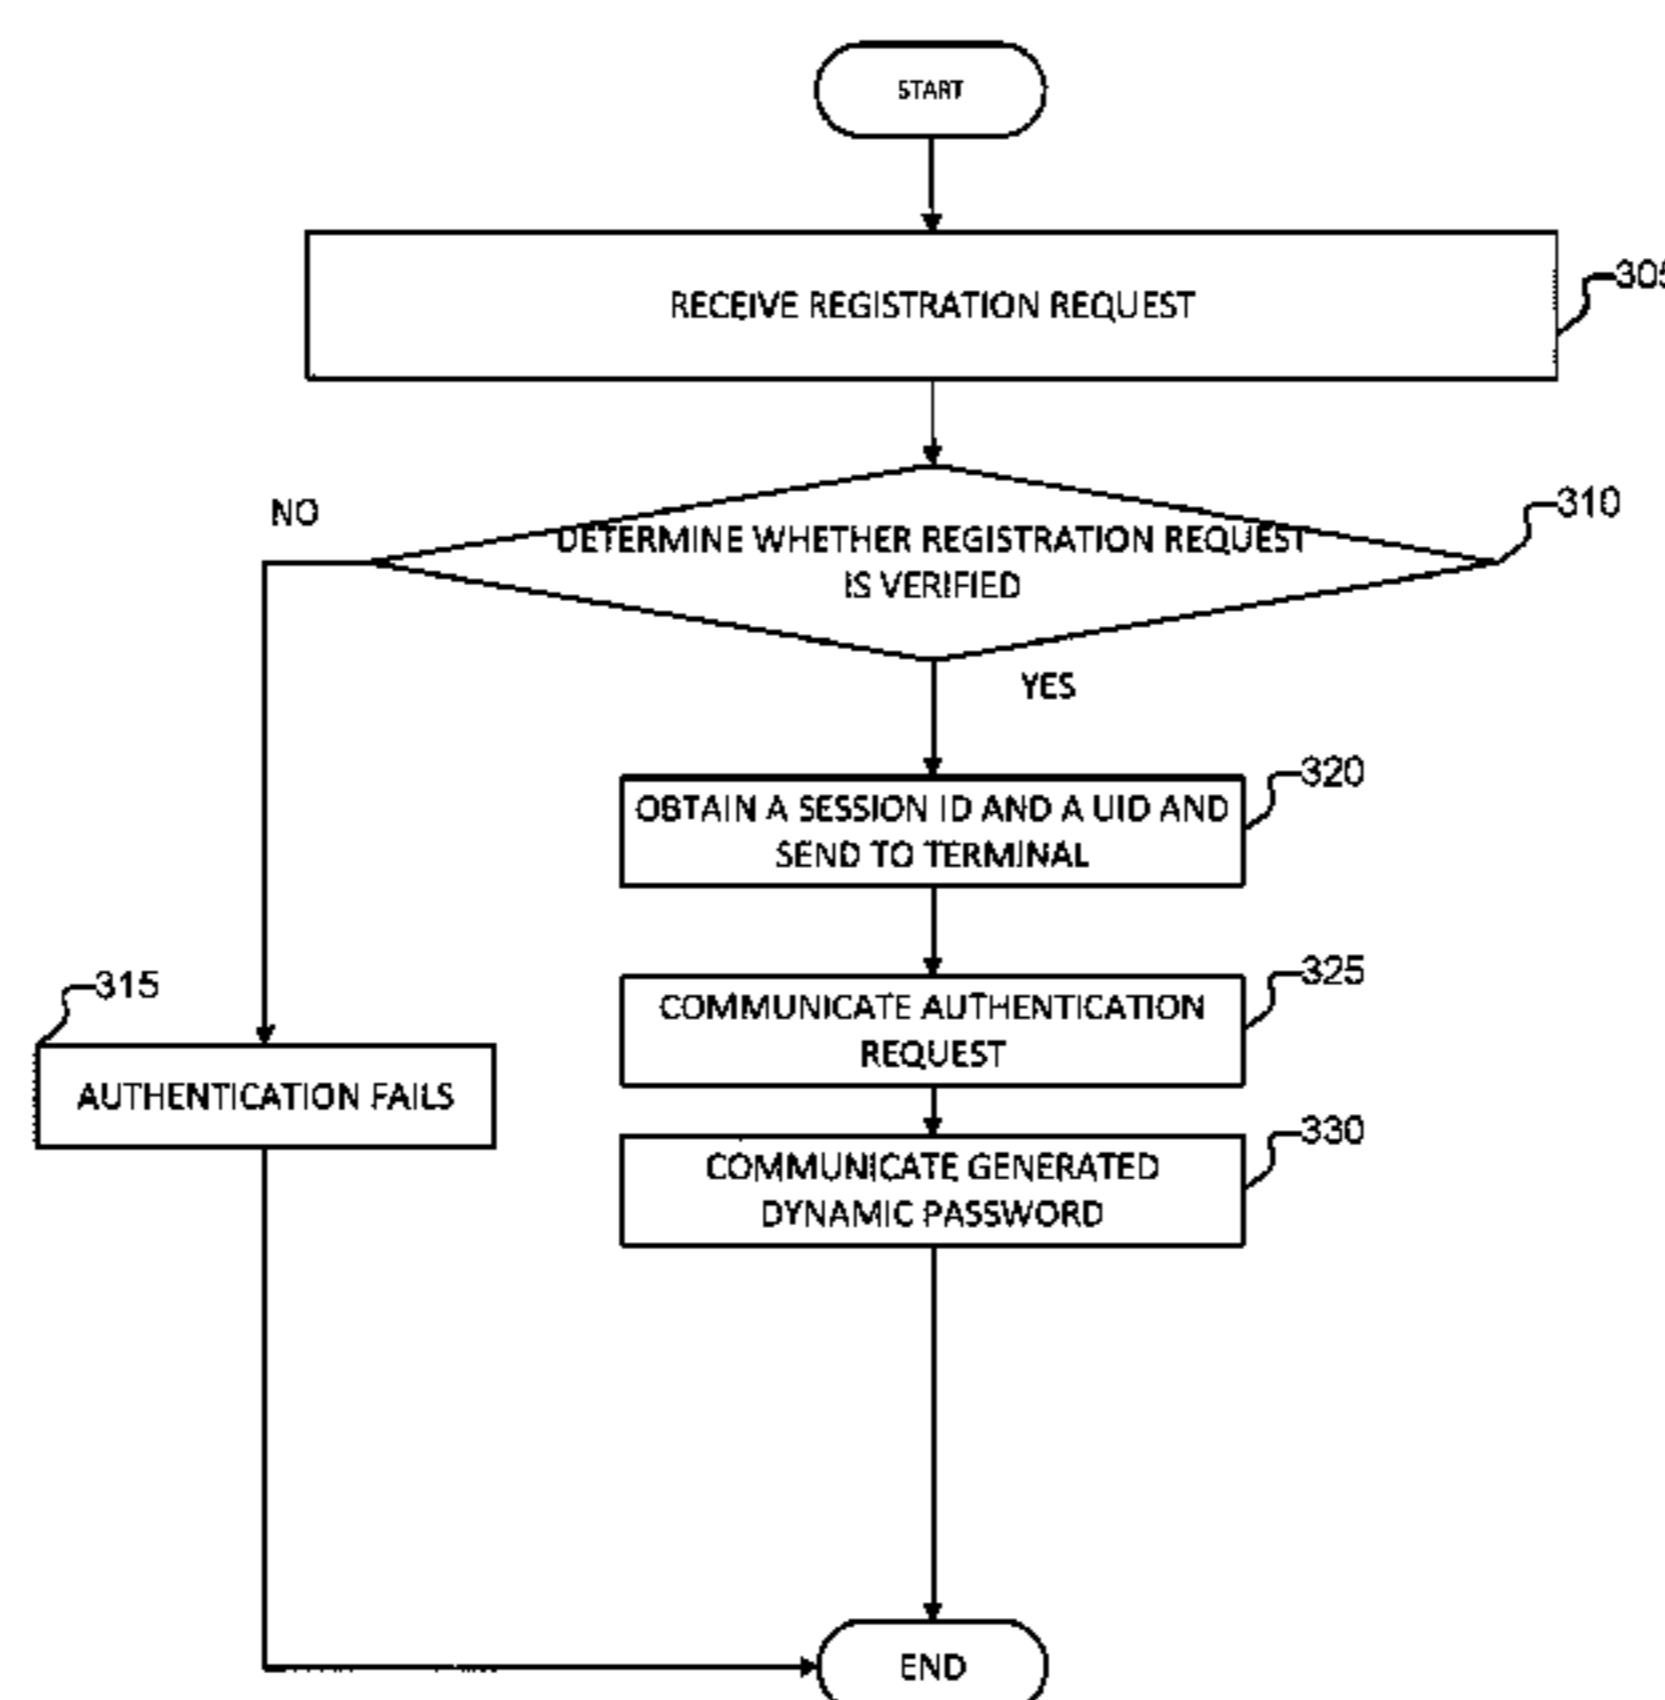 START
RECEIVE REGISTRATION REQUEST
305
NO
310
DETERMINE WHETHER REGISTRATION REQUEST
IS VERIFIED
YES
320
OBTAIN A SESSION ID AND A UID AND
SEND TO TERMINAL
325
COMMUNICATE AUTHENTICATION
REQUEST
315
AUTHENTICATION FAILS
330
COMMUNICATE GENERATED
DYNAMIC PASSWORD
END